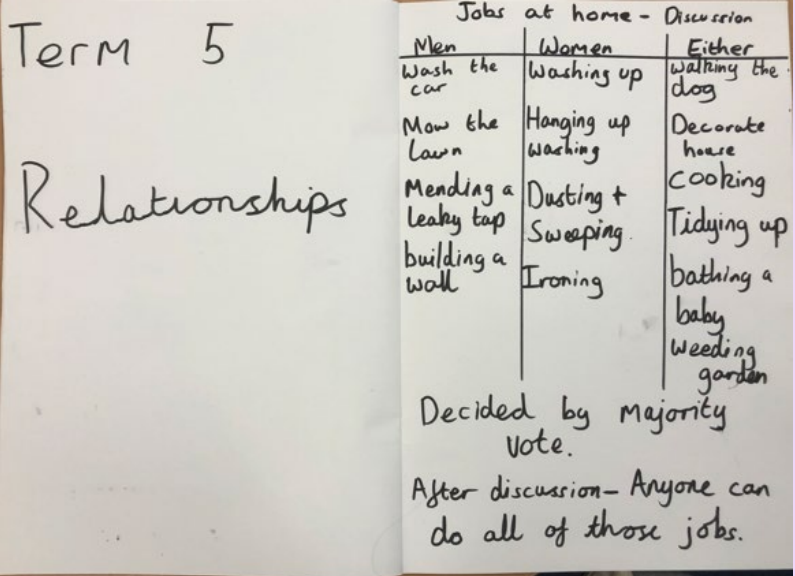 Term 5
Relationships
Jobs at home - Discussion
Men Women Either
Wash the car
Mow the Lawn
Mending a leaky tap
building a wall
Washing up
Hanging up washing
Dusting + Sweeping.
Ironing
walking the dog
Decorate house
cooking
Tidying up
bathing a baby
weeding garden
Decided by majority
vote.
After discussion - Anyone can
do all of those jobs.